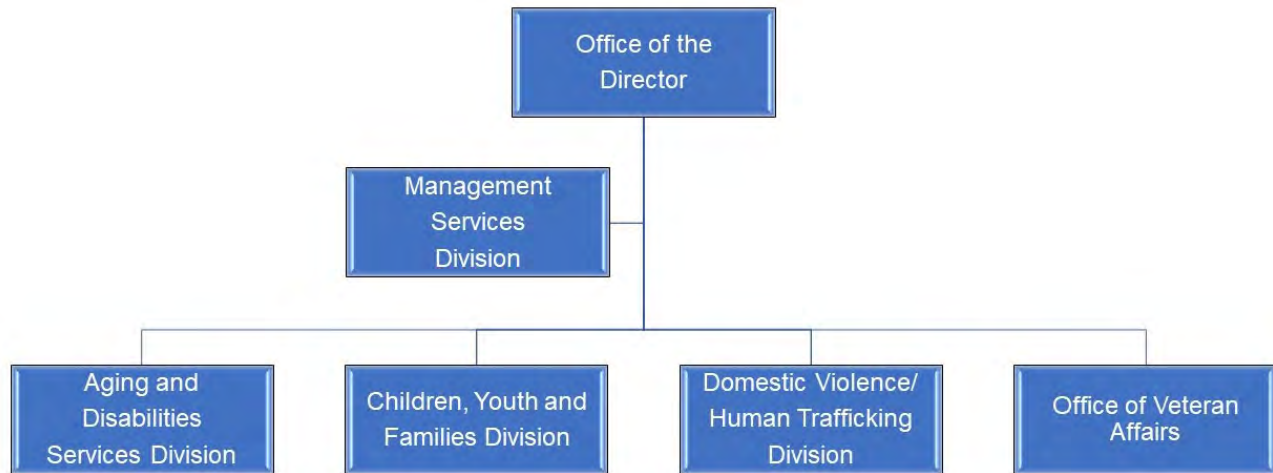 Office of the
Director
Management
Services
Division
Aging and
Disabilities
Services Division
Children, Youth and
Families Division
Domestic Violence/
Human Trafficking
Division
Office of Veteran
Affairs